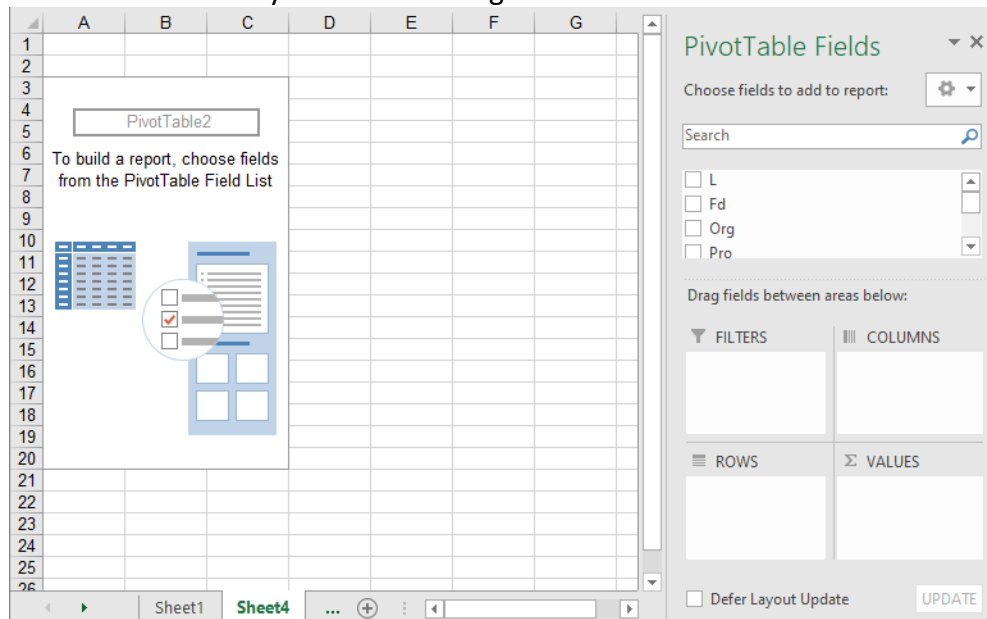 A B C D E F G
1
2
3
4
5
6
7
8
9
10
11
12
13
14
15
16
17
18
19
20
21
22
23
24
25
26
PivotTable2
To build a report, choose fields
from the PivotTable Field List
Sheet1 Sheet4 ...
PivotTable Fields
Choose fields to add to report:
Search
L
Fd
Org
Pro
Drag fields between areas below:
FILTERS COLUMNS
ROWS Σ VALUES
Defer Layout Update UPDATE